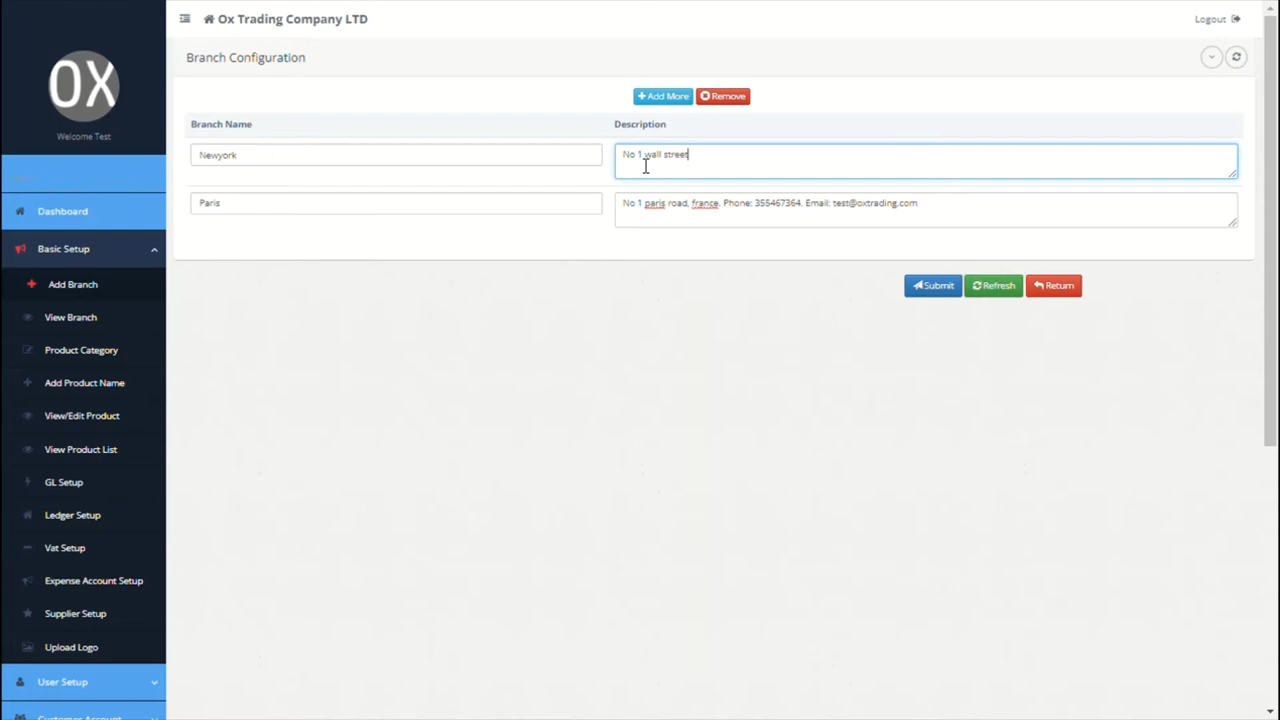 Ox Trading Company LTD
Logout
OX
Welcome Test
Branch Configuration
Add More
Remove
Branch Name
Description
Newyork
No 1 wall street
Paris
No 1 paris road, france. Phone: 355467364. Email: test@oxtrading.com
Submit
Refresh
Return
Dashboard
Basic Setup
Add Branch
View Branch
Product Category
Add Product Name
View/Edit Product
View Product List
GL Setup
Ledger Setup
Vat Setup
Expense Account Setup
Supplier Setup
Upload Logo
User Setup
Customer Account